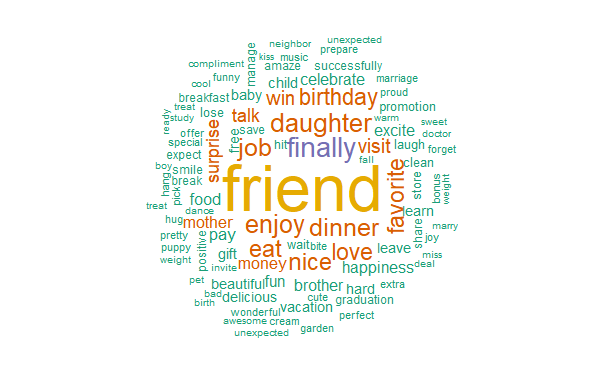 unexpected
neighbor
prepare
kiss
music
compliment
manage
amaze
successfully
cool
funny
child
celebrate
marriage
breakfast
baby
win
birthday
proud
treat
lose
talk
daughter
warm
promotion
ready
study
free
save
excite
sweet
offer
surprise
job
hit
finally
visit
laugh
doctor
special
forget
expect
fall
clean
boy
smile
friend
favorite
store
bonus
weight
hang
pick
break
treat
food
dance
learn
hug
mother
enjoy
dinner
share
marry
pretty
positive
pay
joy
puppy
gift
eat
wait
bite
love
leave
miss
weight
invite
money
nice
happiness
deal
pet
beautiful
fun
brother
hard
extra
bad
delicious
cute
graduation
birth
wonderful
vacation
perfect
awesome
cream
garden
unexpected